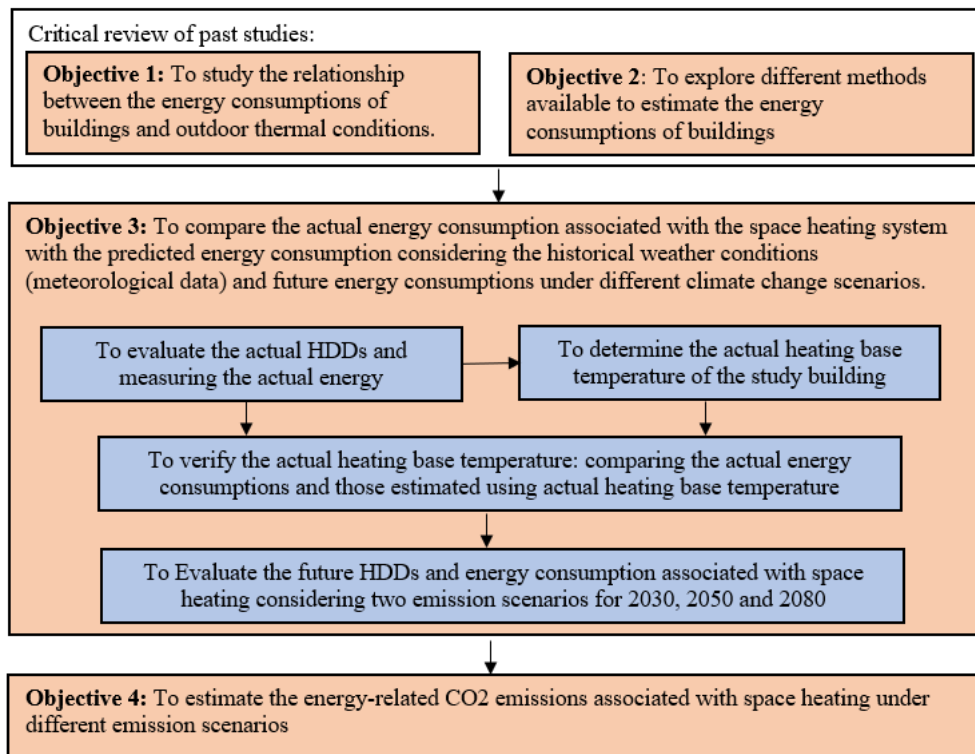 Critical review of past studies:
Objective 1: To study the relationship
between the energy consumptions of
buildings and outdoor thermal conditions.
Objective 2: To explore different methods
available to estimate the energy
consumptions of buildings
Objective 3: To compare the actual energy consumption associated with the space heating system
with the predicted energy consumption considering the historical weather conditions
(meteorological data) and future energy consumptions under different climate change scenarios.
To evaluate the actual HDDs and
measuring the actual energy
To determine the actual heating base
temperature of the study building
To verify the actual heating base temperature: comparing the actual energy
consumptions and those estimated using actual heating base temperature
To Evaluate the future HDDs and energy consumption associated with space
heating considering two emission scenarios for 2030, 2050 and 2080
Objective 4: To estimate the energy-related CO2 emissions associated with space heating under
different emission scenarios